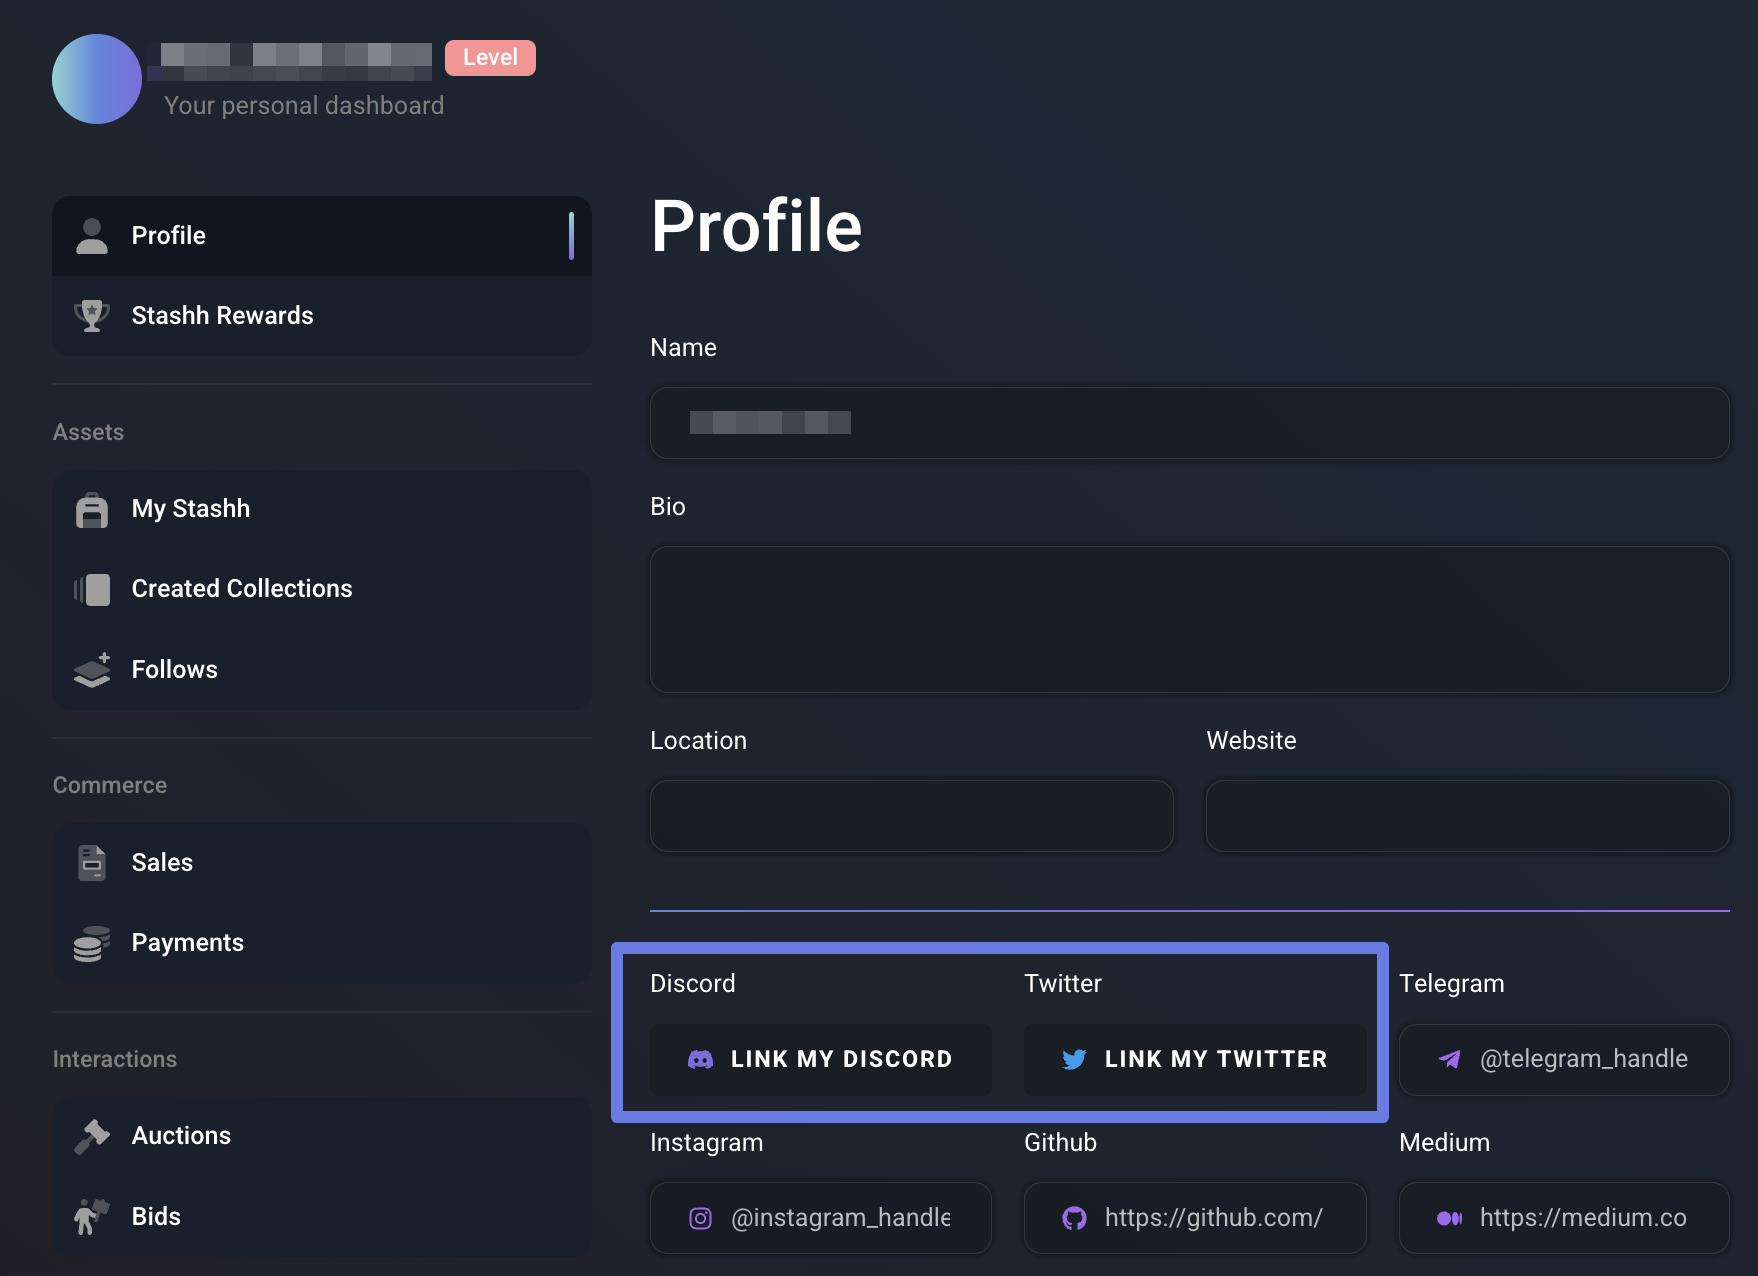 Level
Your personal dashboard
Profile
Stashh Rewards
Assets
My Stashh
Created Collections
Follows
Commerce
Sales
Payments
Interactions
Auctions
Bids
Profile
Name
Bio
Location
Website
Discord
Twitter
Telegram
LINK MY DISCORD
LINK MY TWITTER
@telegram_handle
Instagram
Github
Medium
@instagram_handle
https://github.com/
https://medium.co